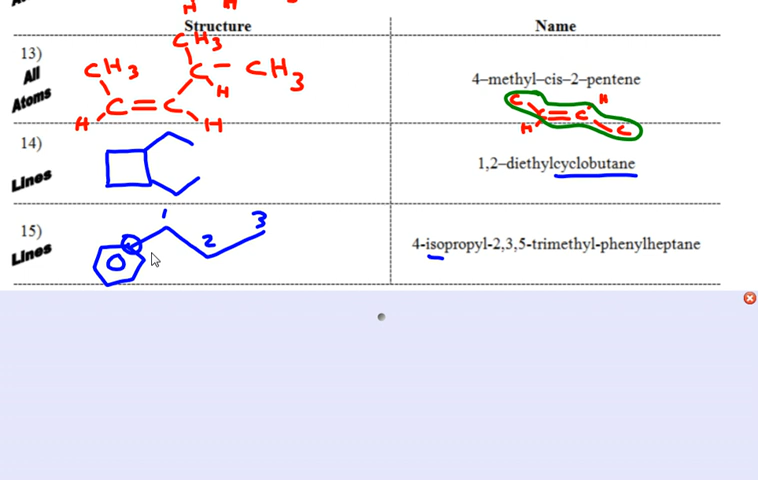 H H
Structure Name
13)
All
Atoms
CH3
CH3 C – CH3
H
C = C
H H
4–methyl–cis–2–pentene
C H
C = C
H C
14)
Lines
1,2–diethylcyclobutane
15)
Lines
1
2 3
4-isopropyl-2,3,5-trimethyl-phenylheptane